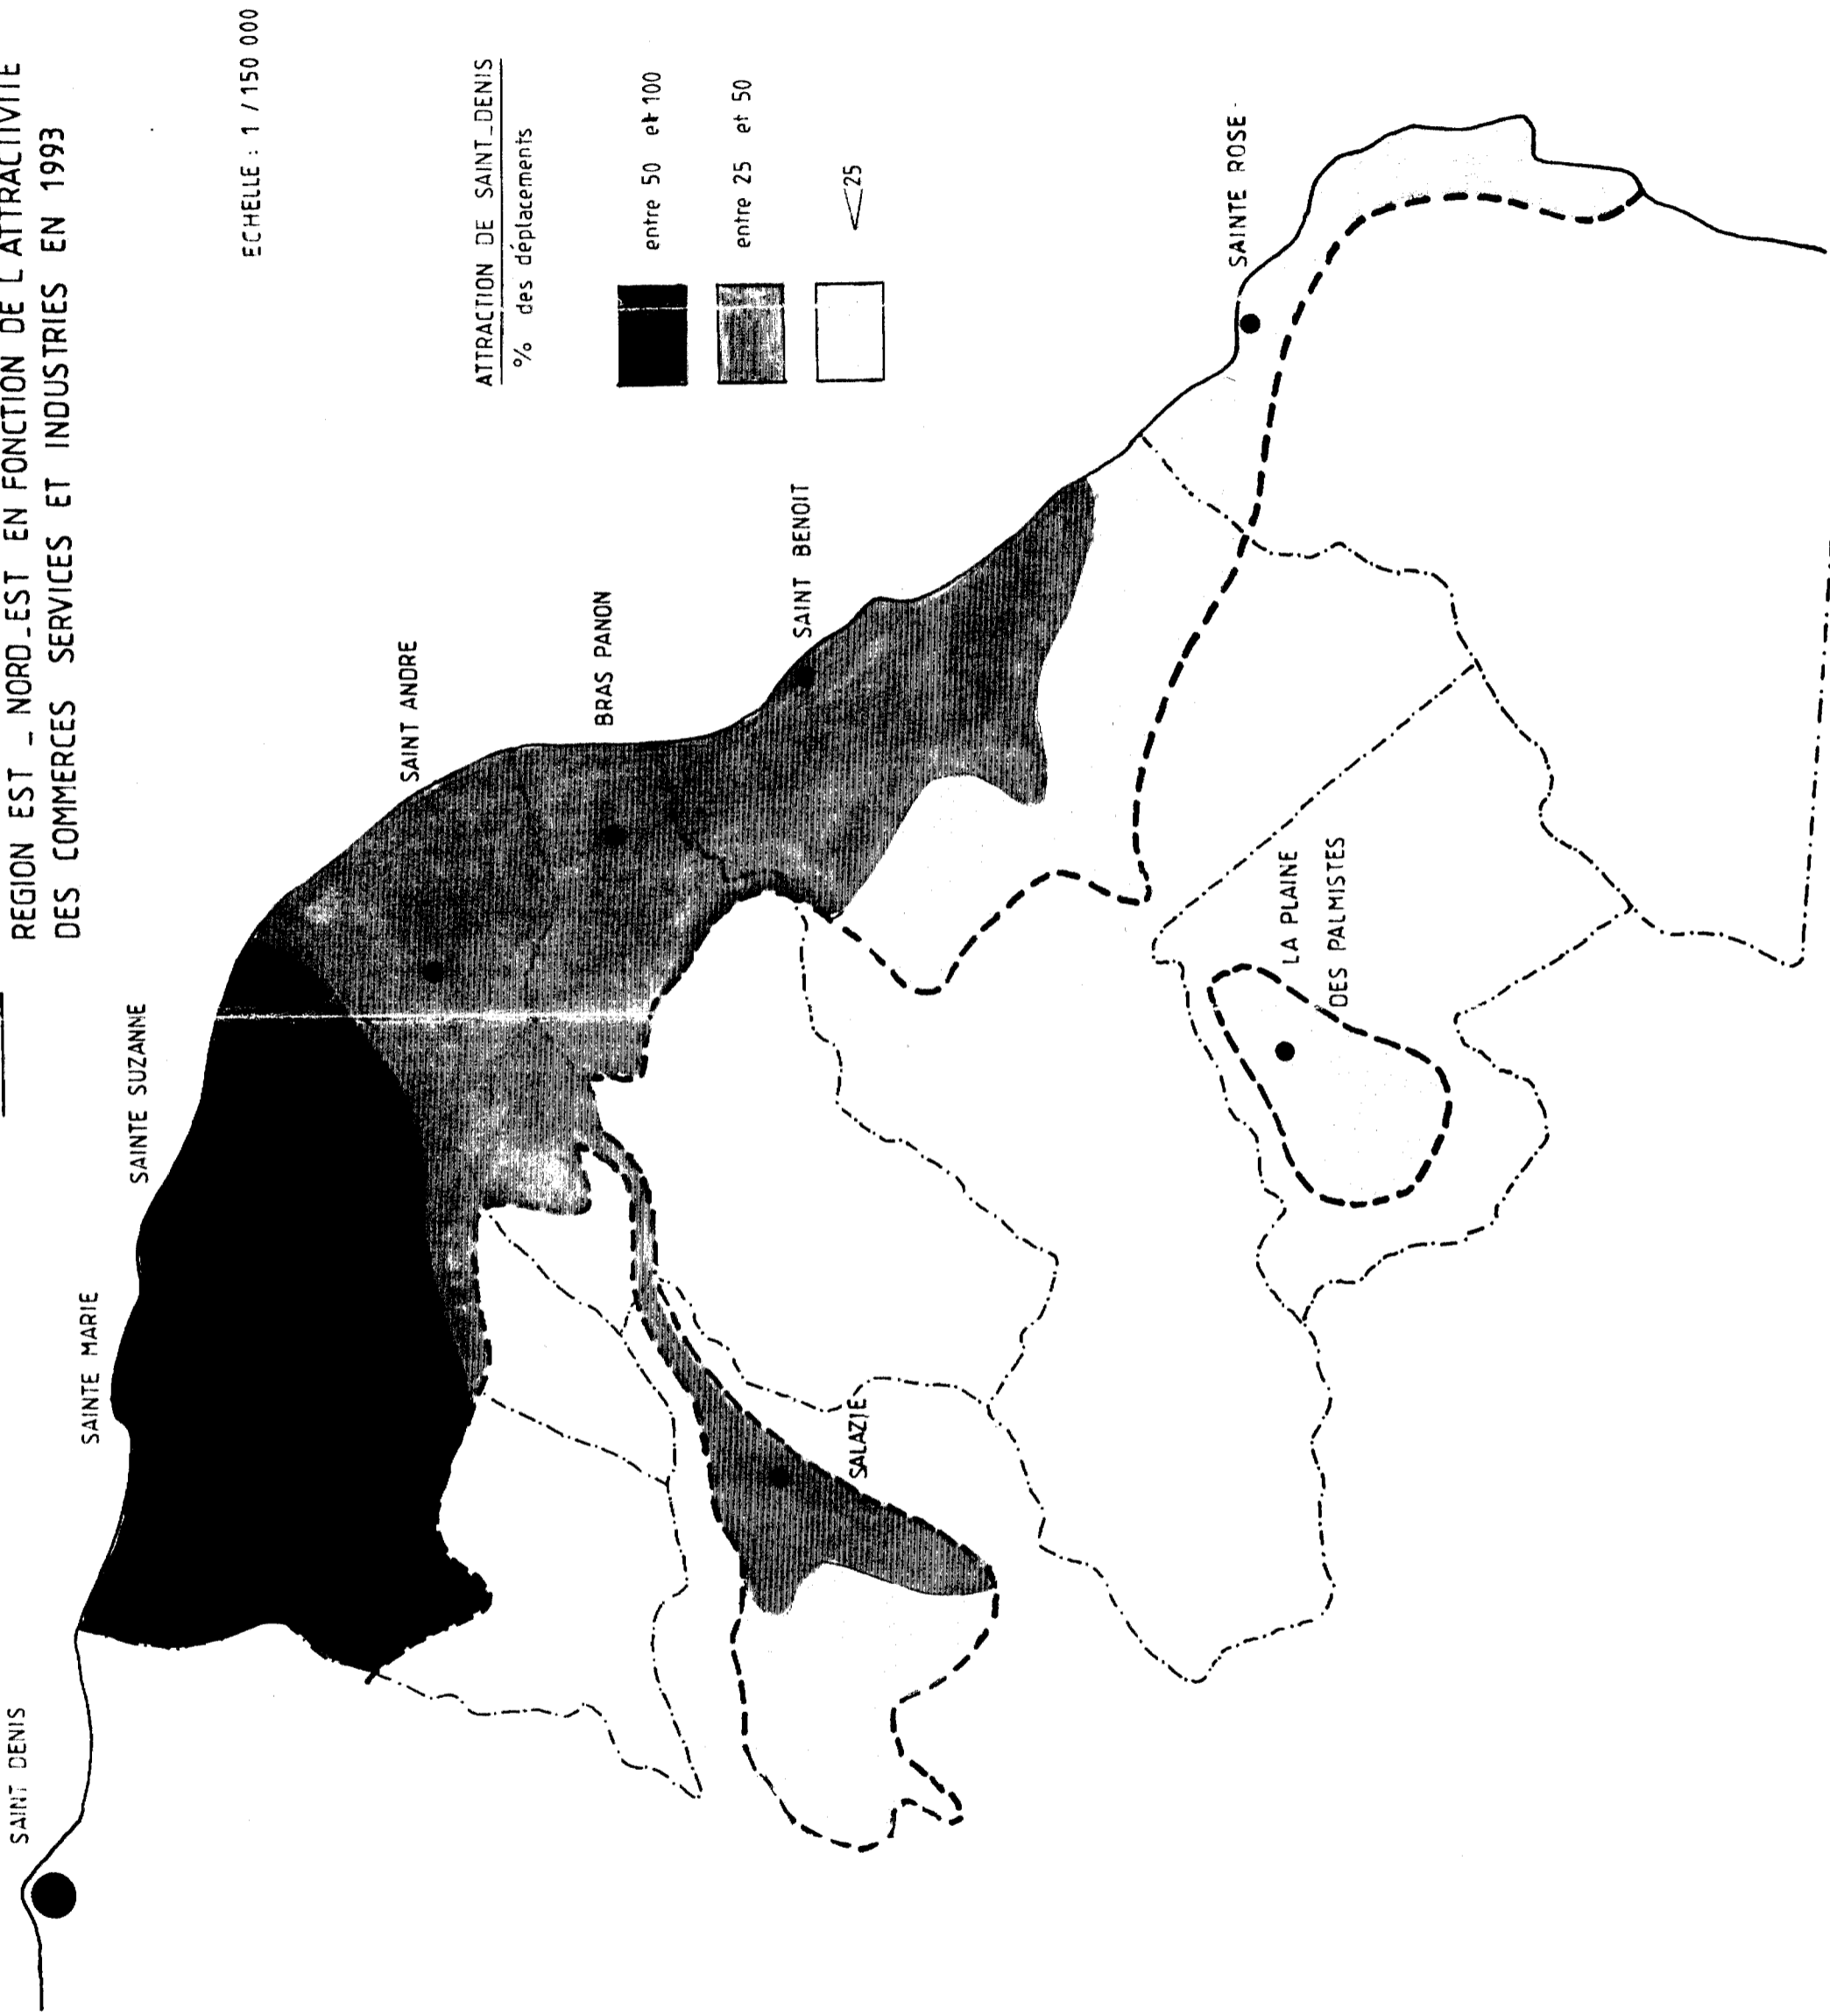 REGION EST _ NORD_EST EN FONCTION DE L'ATTRACTIVITE
DES COMMERCES SERVICES ET INDUSTRIES EN 1993
ECHELLE : 1 / 150 000
ATTRACTION DE SAINT_DENIS
% des déplacements
entre 50 et 100
entre 25 et 50
<25
SAINT DENIS
SAINTE MARIE
SAINTE SUZANNE
SAINT ANDRE
BRAS PANON
SAINT BENOIT
SAINTE ROSE
SALAZIE
LA PLAINE
DES PALMISTES